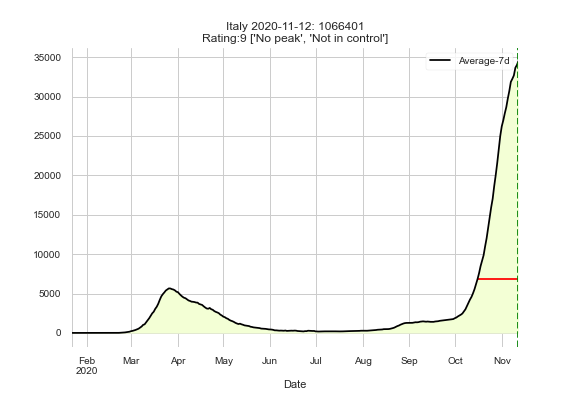 Italy 2020-11-12: 1066401
Rating:9 ['No peak', 'Not in control']
Average-7d
35000
30000
25000
20000
15000
10000
5000
0
Feb Mar Apr May Jun Jul Aug Sep Oct Nov
2020
Date